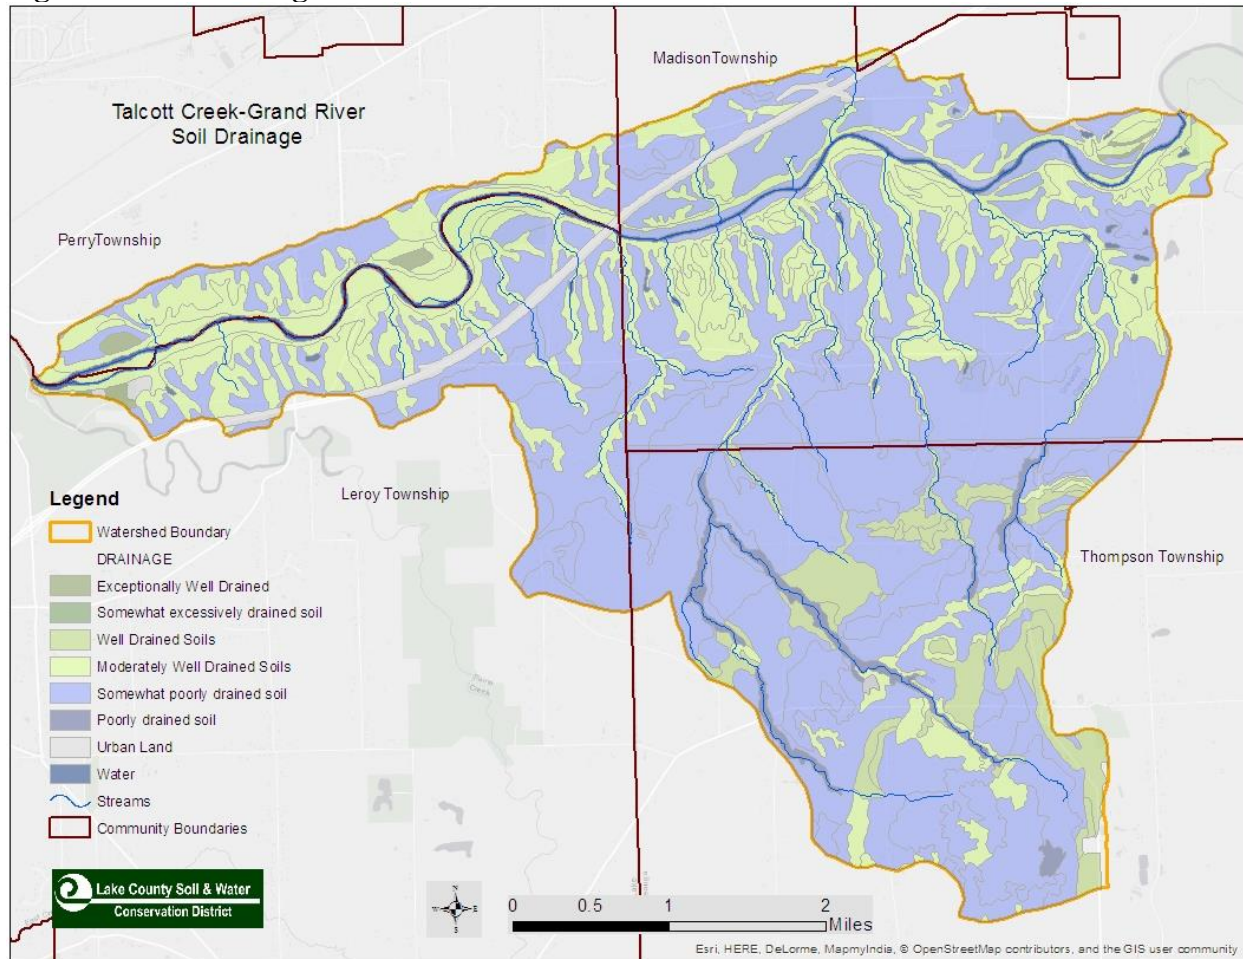 Talcott Creek-Grand River
Soil Drainage
MadisonTownship
PerryTownship
Leroy Township
Thompson Township
Legend
Watershed Boundary
DRAINAGE
Exceptionally Well Drained
Somewhat excessively drained soil
Well Drained Soils
Moderately Well Drained Soils
Somewhat poorly drained soil
Poorly drained soil
Urban Land
Water
Streams
Community Boundaries
Creek
Lake County Soil & Water
Conservation District
N
W
E
S
0 0.5 1 2
Miles
Esri, HERE, DeLorme, MapmyIndia, © OpenStreetMap contributors, and the GIS user community